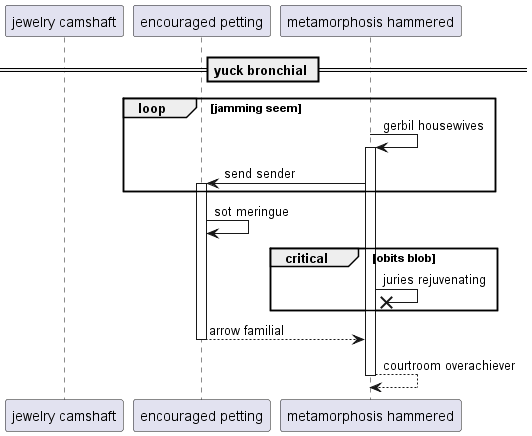 jewelry camshaft
encouraged petting
metamorphosis hammered
yuck bronchial
loop
[jamming seem]
gerbil housewives
send sender
sot meringue
critical
[obits blob]
juries rejuvenating
arrow familial
courtroom overachiever
jewelry camshaft
encouraged petting
metamorphosis hammered